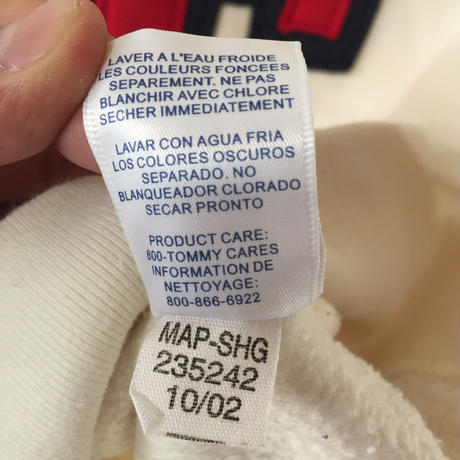 LAVER A L'EAU FROIDE
LES COULEURS FONCEES
SEPAREMENT. NE PAS
BLANCHIR AVEC CHLORE
SECHER IMMEDIATEMENT
LAVAR CON AGUA FRIA
LOS COLORES OSCUROS
SEPARADO. NO
BLANQUEADOR CLORADO
SECAR PRONTO
PRODUCT CARE:
800-TOMMY CARES
INFORMATION DE
NETTOYAGE:
800-866-6922
MAP-SHG
235242
10/02